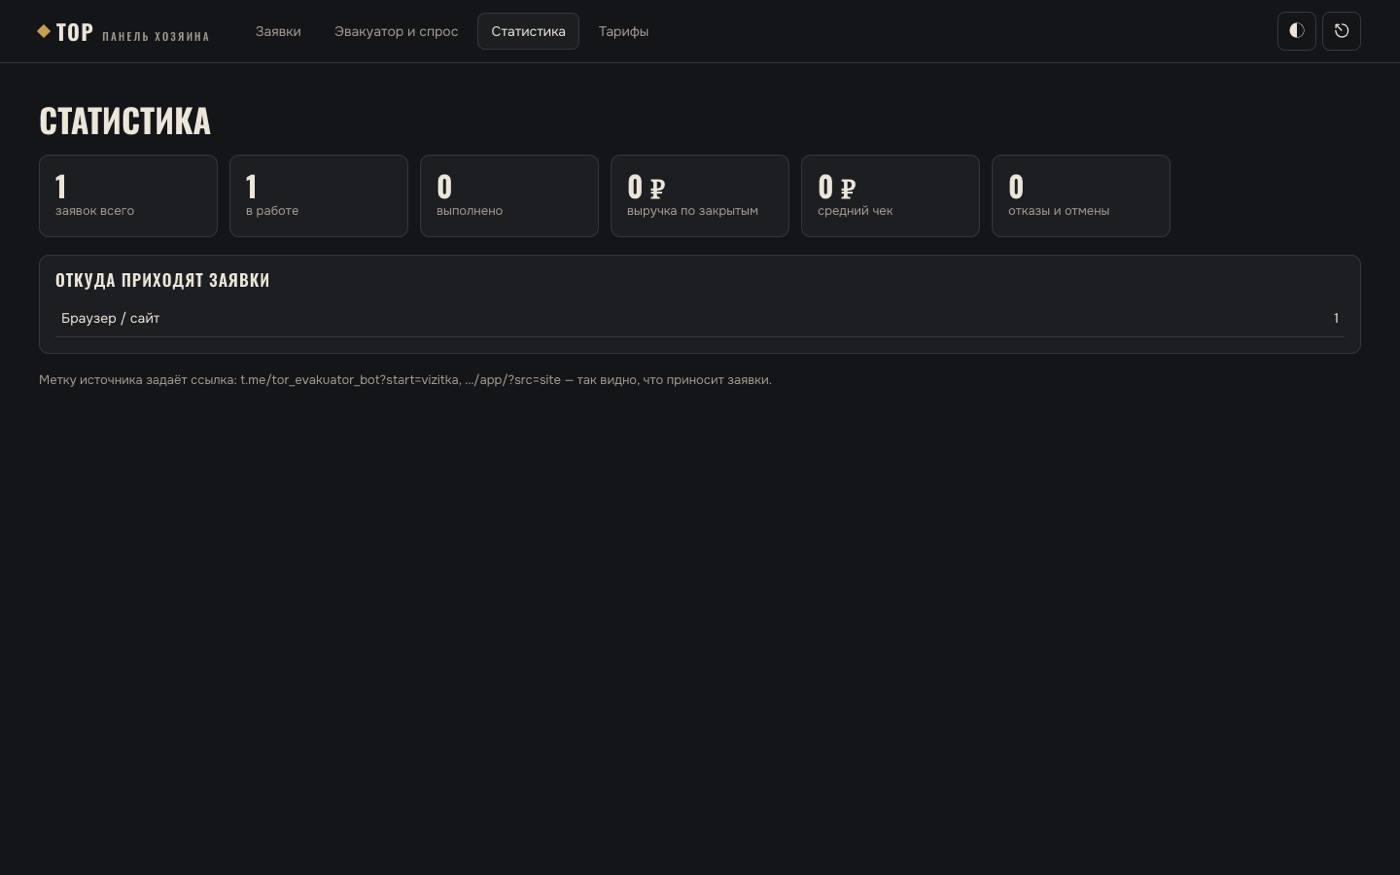 ТОР ПАНЕЛЬ ХОЗЯИНА Заявки Эвакуатор и спрос Статистика Тарифы
СТАТИСТИКА
1 1 0 0 ₽ 0 ₽ 0
заявок всего в работе выполнено выручка по закрытым средний чек отказы и отмены
ОТКУДА ПРИХОДЯТ ЗАЯВКИ
Браузер / сайт 1
Метку источника задаёт ссылка: t.me/tor_evakuator_bot?start=vizitka, .../app/?src=site — так видно, что приносит заявки.